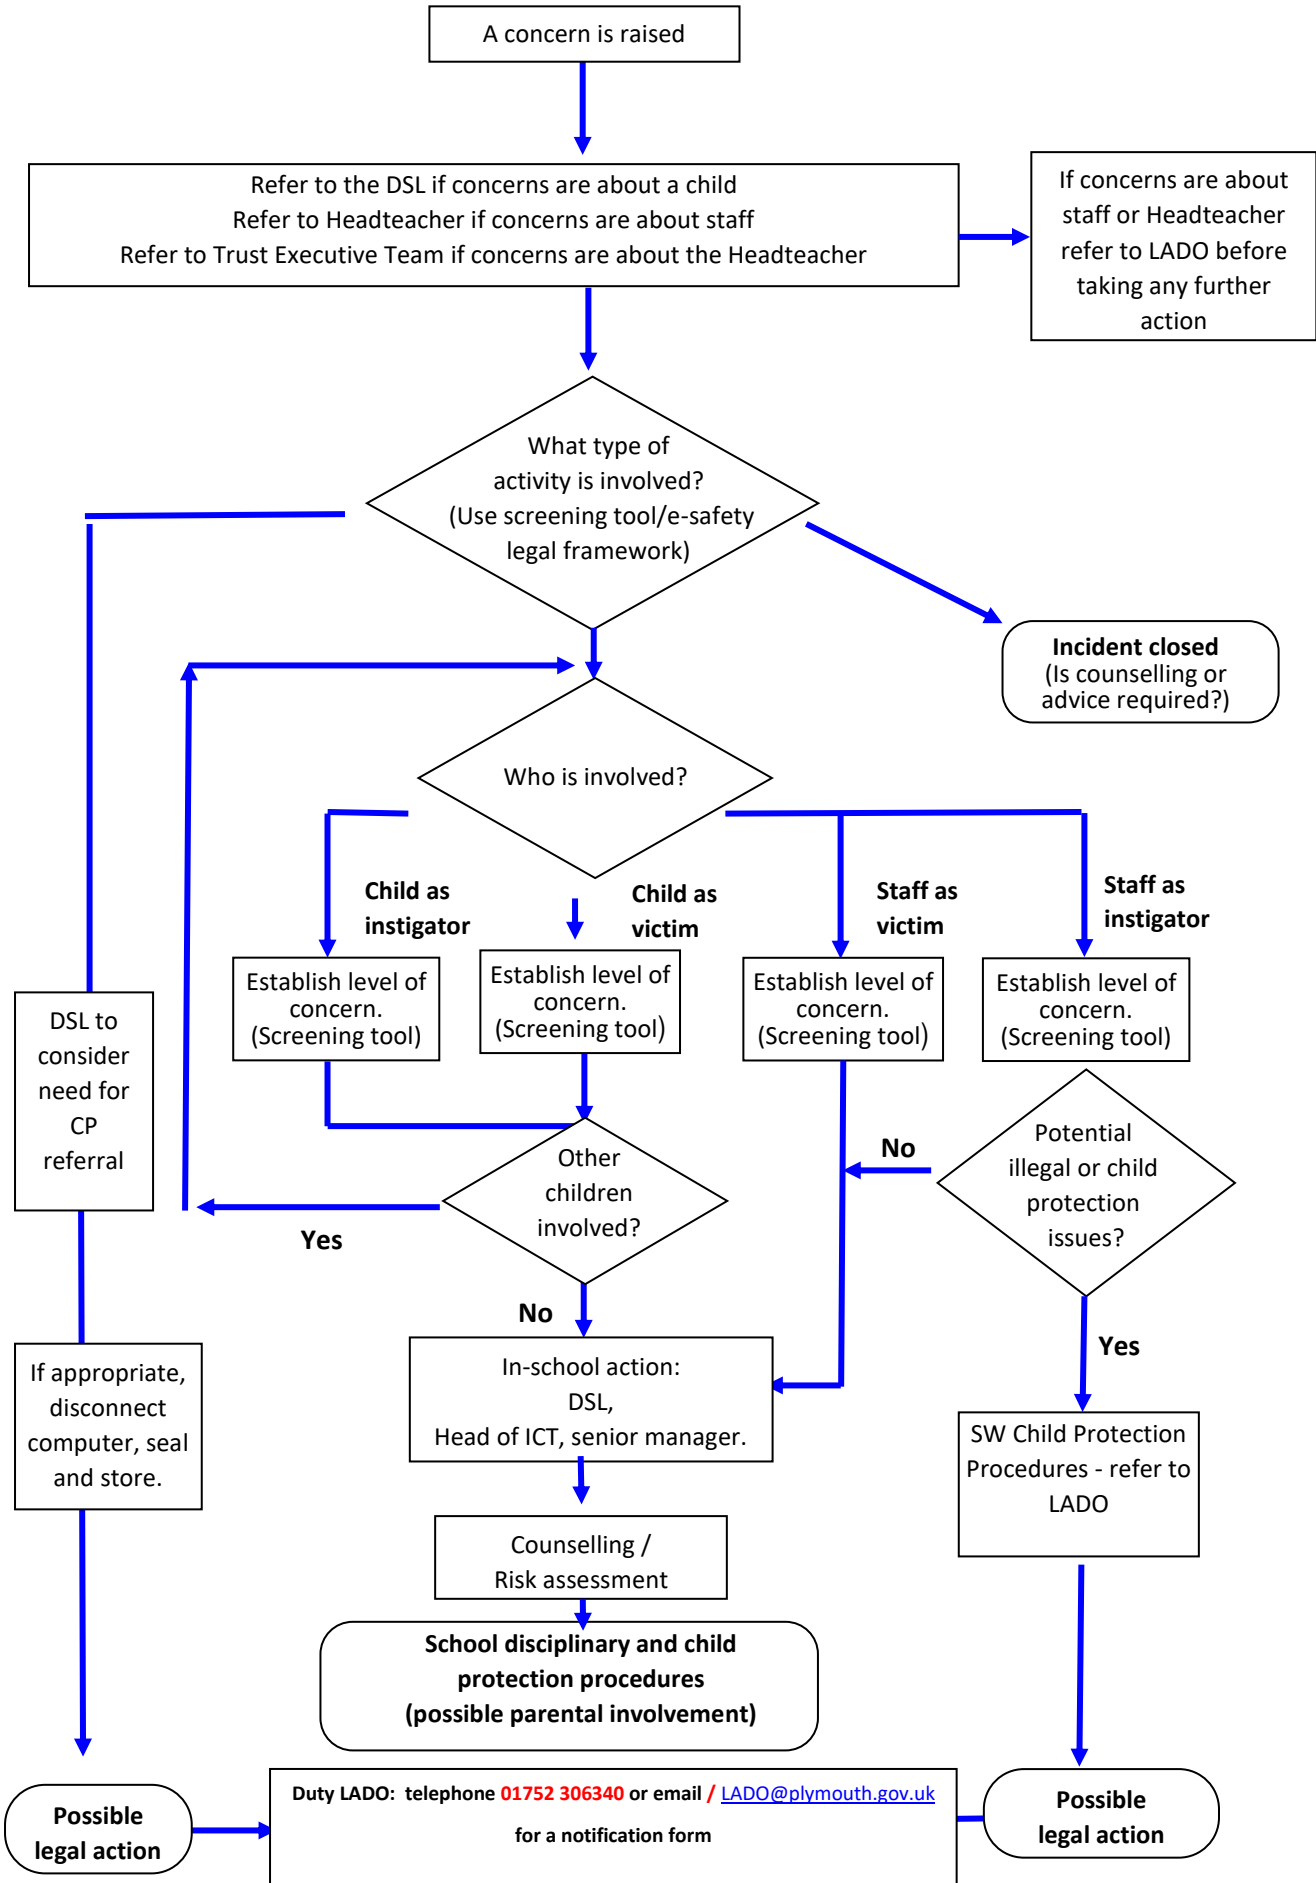 A concern is raised
Refer to the DSL if concerns are about a child
Refer to Headteacher if concerns are about staff
Refer to Trust Executive Team if concerns are about the Headteacher
If concerns are about
staff or Headteacher
refer to LADO before
taking any further
action
What type of
activity is involved?
(Use screening tool/e-safety
legal framework)
Incident closed
(Is counselling or
advice required?)
Who is involved?
Child as
instigator
Child as
victim
Staff as
victim
Staff as
instigator
Establish level of
concern.
(Screening tool)
Establish level of
concern.
(Screening tool)
Establish level of
concern.
(Screening tool)
Establish level of
concern.
(Screening tool)
DSL to
consider
need for
CP
referral
Other
children
involved?
Yes
No
Potential
illegal or child
protection
issues?
No
Yes
If appropriate,
disconnect
computer, seal
and store.
In-school action:
DSL,
Head of ICT, senior manager.
SW Child Protection
Procedures - refer to
LADO
Counselling /
Risk assessment
School disciplinary and child
protection procedures
(possible parental involvement)
Possible
legal action
Duty LADO: telephone 01752 306340 or email / LADO@plymouth.gov.uk
for a notification form
Possible
legal action